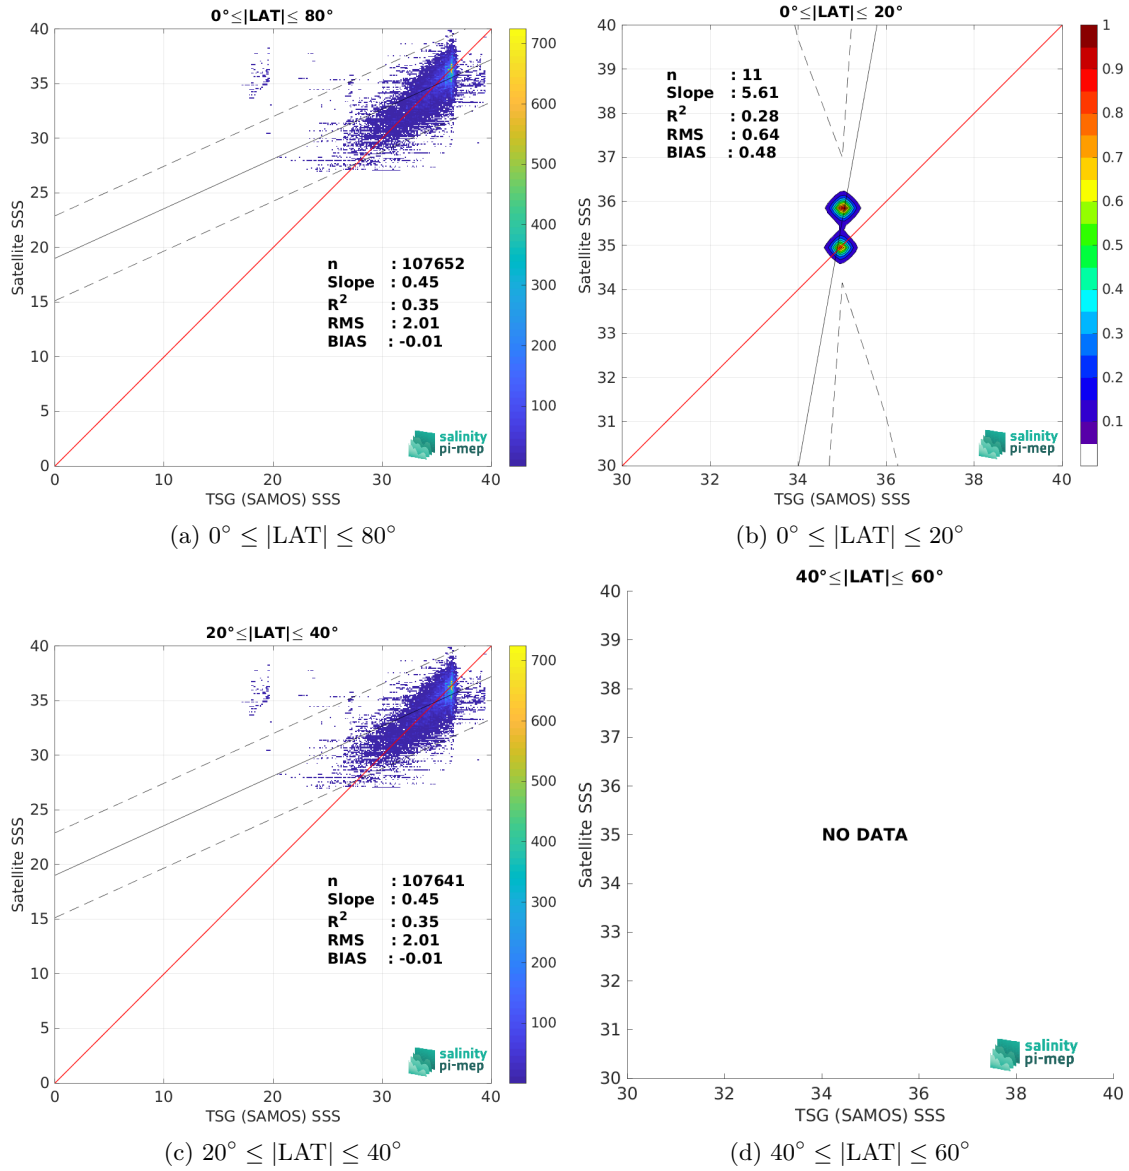 0°≤|LAT|≤ 80°
40
35
30
25
20
15
10
5
0
Satellite SSS
n : 107652
Slope : 0.45
R² : 0.35
RMS : 2.01
BIAS : -0.01
salinity
pi-mep
0 10 20 30 40
TSG (SAMOS) SSS
700
600
500
400
300
200
100
(a) 0° ≤ |LAT| ≤ 80°
0°≤|LAT|≤ 20°
40
39
38
37
36
35
34
33
32
31
30
Satellite SSS
n : 11
Slope : 5.61
R² : 0.28
RMS : 0.64
BIAS : 0.48
salinity
pi-mep
30 32 34 36 38 40
TSG (SAMOS) SSS
1
0.9
0.8
0.7
0.6
0.5
0.4
0.3
0.2
0.1
(b) 0° ≤ |LAT| ≤ 20°
20°≤|LAT|≤ 40°
40
35
30
25
20
15
10
5
0
Satellite SSS
n : 107641
Slope : 0.45
R² : 0.35
RMS : 2.01
BIAS : -0.01
salinity
pi-mep
0 10 20 30 40
TSG (SAMOS) SSS
700
600
500
400
300
200
100
(c) 20° ≤ |LAT| ≤ 40°
40°≤|LAT|≤ 60°
40
39
38
37
36
35
34
33
32
31
30
Satellite SSS
NO DATA
salinity
pi-mep
30 32 34 36 38 40
TSG (SAMOS) SSS
(d) 40° ≤ |LAT| ≤ 60°